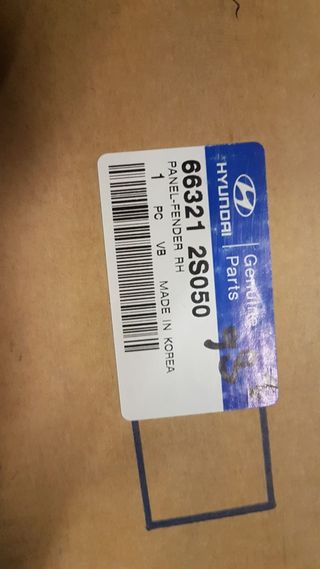 HYUNDAI
Genuine
Parts
66321 2S050
PANEL-FENDER RH
1 PC VB MADE IN KOREA